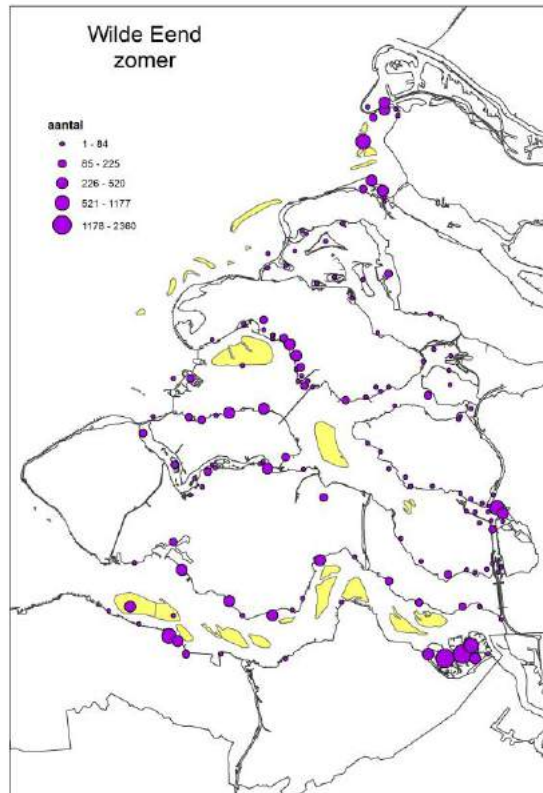 Wilde Eend
zomer
aantal
1 - 84
85 - 225
226 - 520
521 - 1177
1178 - 2360